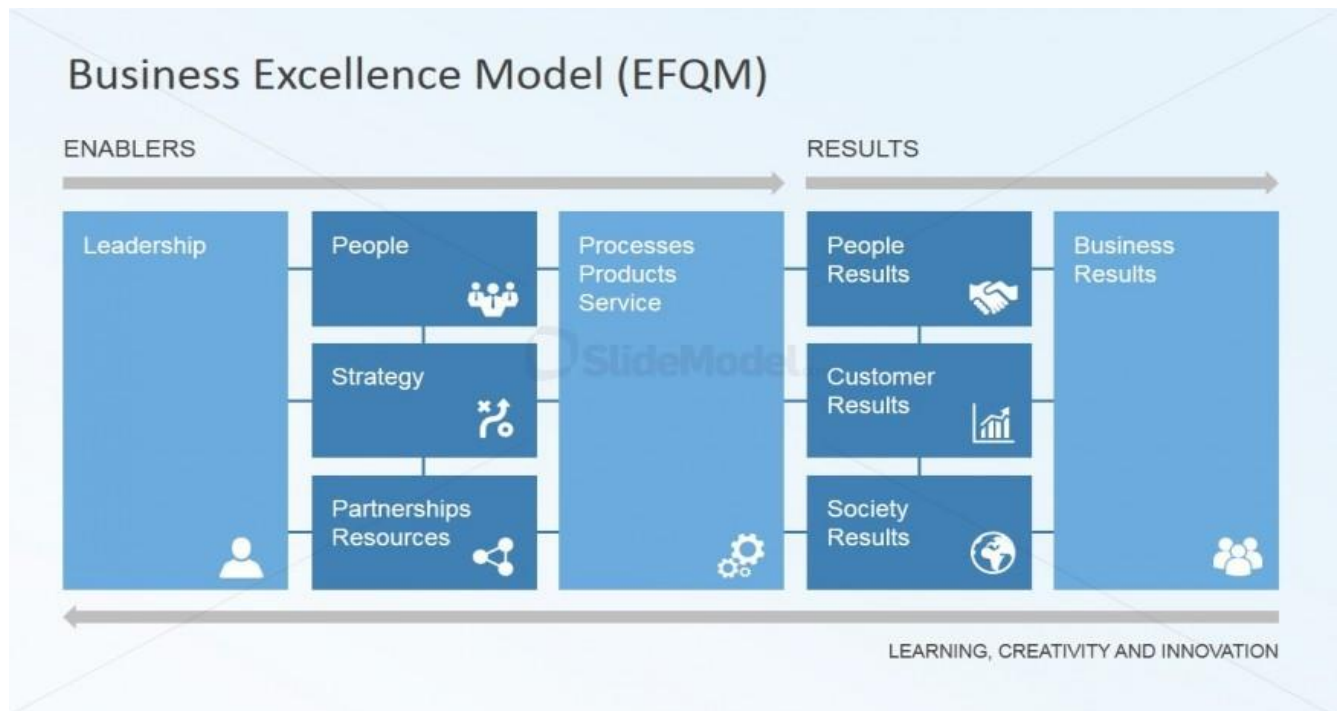 Business Excellence Model (EFQM)
ENABLERS
RESULTS
Leadership
People
Processes
Products
Service
People
Results
Business
Results
Strategy
Customer
Results
Partnerships
Resources
Society
Results
SlideModel
LEARNING, CREATIVITY AND INNOVATION